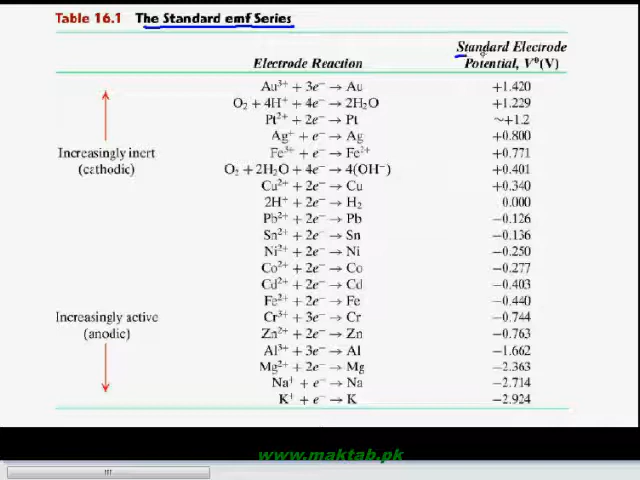 Table 16.1 The Standard emf Series
Electrode Reaction
Standard Electrode
Potential, V⁰(V)
Au³⁺ + 3e⁻ → Au +1.420
O₂ + 4H⁺ + 4e⁻ → 2H₂O +1.229
Pt²⁺ + 2e⁻ → Pt ~+1.2
Ag⁺ + e⁻ → Ag +0.800
Fe³⁺ + e⁻ → Fe²⁺ +0.771
O₂ + 2H₂O + 4e⁻ → 4(OH⁻) +0.401
Cu²⁺ + 2e⁻ → Cu +0.340
2H⁺ + 2e⁻ → H₂ 0.000
Pb²⁺ + 2e⁻ → Pb −0.126
Sn²⁺ + 2e⁻ → Sn −0.136
Ni²⁺ + 2e⁻ → Ni −0.250
Co²⁺ + 2e⁻ → Co −0.277
Cd²⁺ + 2e⁻ → Cd −0.403
Fe²⁺ + 2e⁻ → Fe −0.440
Cr³⁺ + 3e⁻ → Cr −0.744
Zn²⁺ + 2e⁻ → Zn −0.763
Al³⁺ + 3e⁻ → Al −1.662
Mg²⁺ + 2e⁻ → Mg −2.363
Na⁺ + e⁻ → Na −2.714
K⁺ + e⁻ → K −2.924
Increasingly inert
(cathodic)
Increasingly active
(anodic)
www.maktab.pk